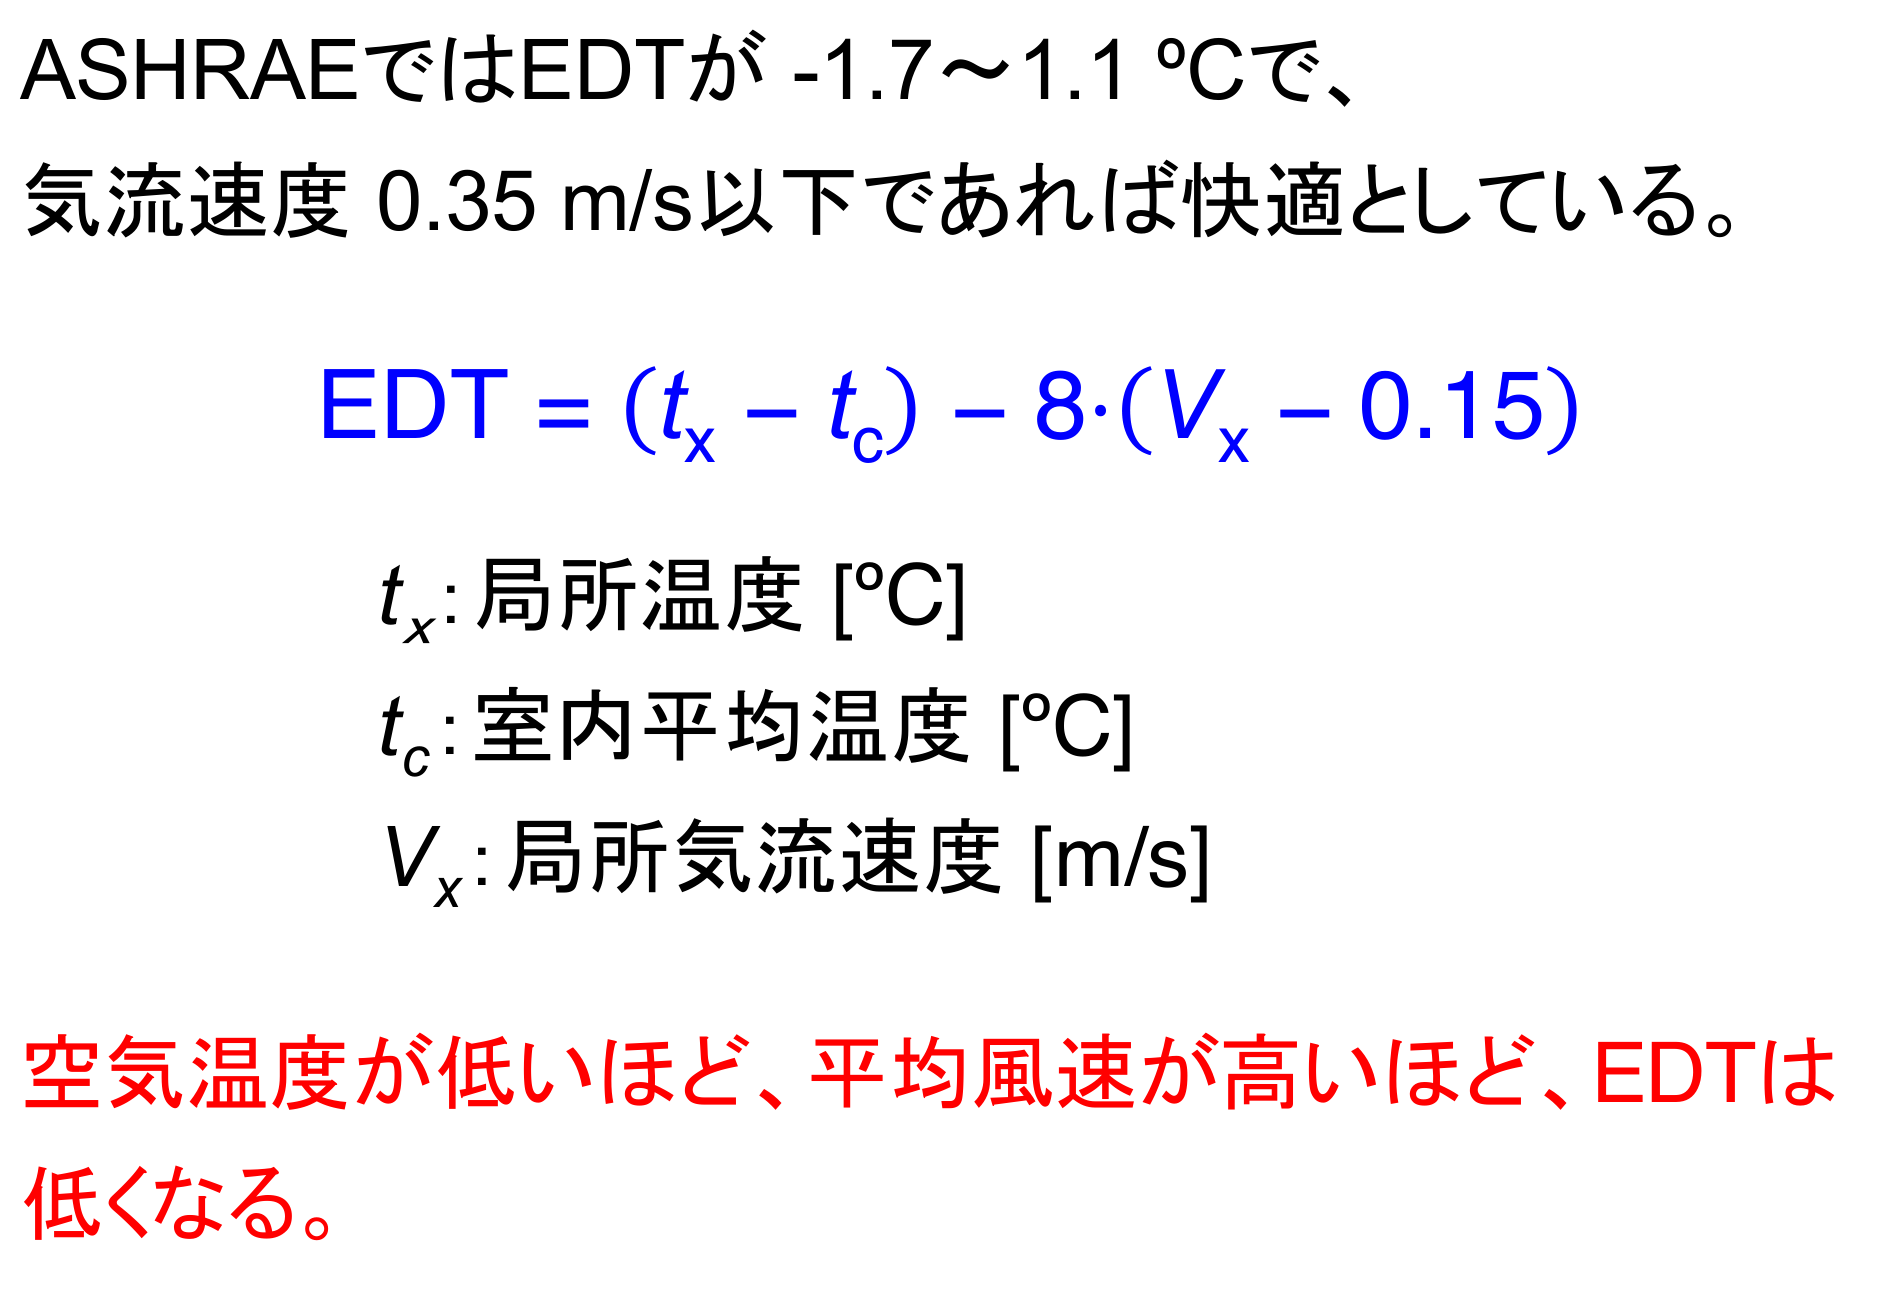 ASHRAEではEDTが -1.7～1.1 ºCで、
気流速度 0.35 m/s以下であれば快適としている。
EDT = (tx − tc) − 8·(Vx − 0.15)
tx：局所温度 [ºC]
tc：室内平均温度 [ºC]
Vx：局所気流速度 [m/s]
空気温度が低いほど、平均風速が高いほど、EDTは
低くなる。